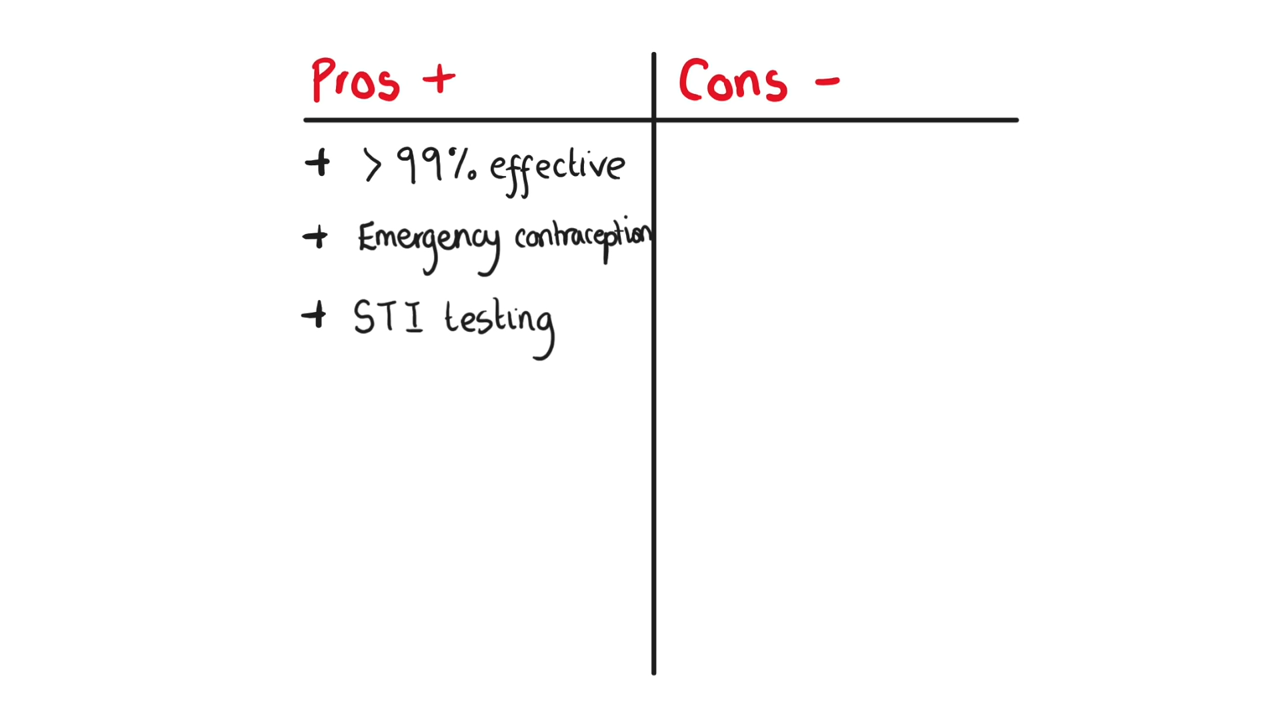 Pros +
Cons -
+ > 99% effective
+ Emergency contraception
+ STI testing